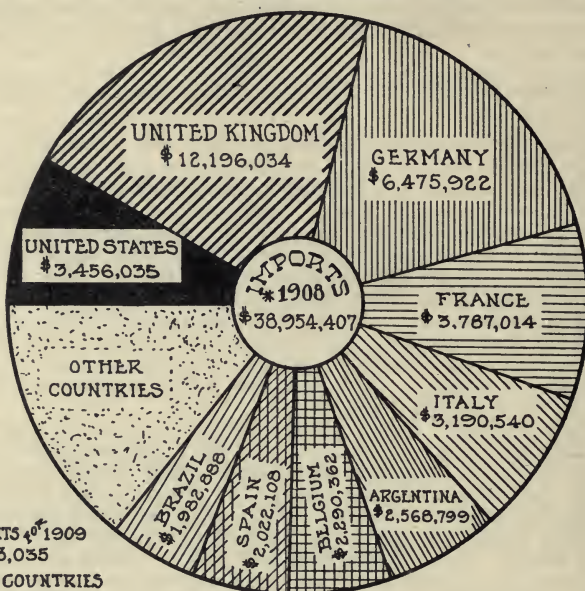 UNITED KINGDOM
$12,196,034
GERMANY
$6,475,922
UNITED STATES
$3,456,035
IMPORTS
*1908
$38,954,407
FRANCE
$3.787,014
OTHER
COUNTRIES
ITALY
$3,190,540
BRAZIL
$1,982,888
SPAIN
$2,022,108
BELGIUM
$2,290,362
ARGENTINA
$2,568,799
1909
3,035
COUNTRIES